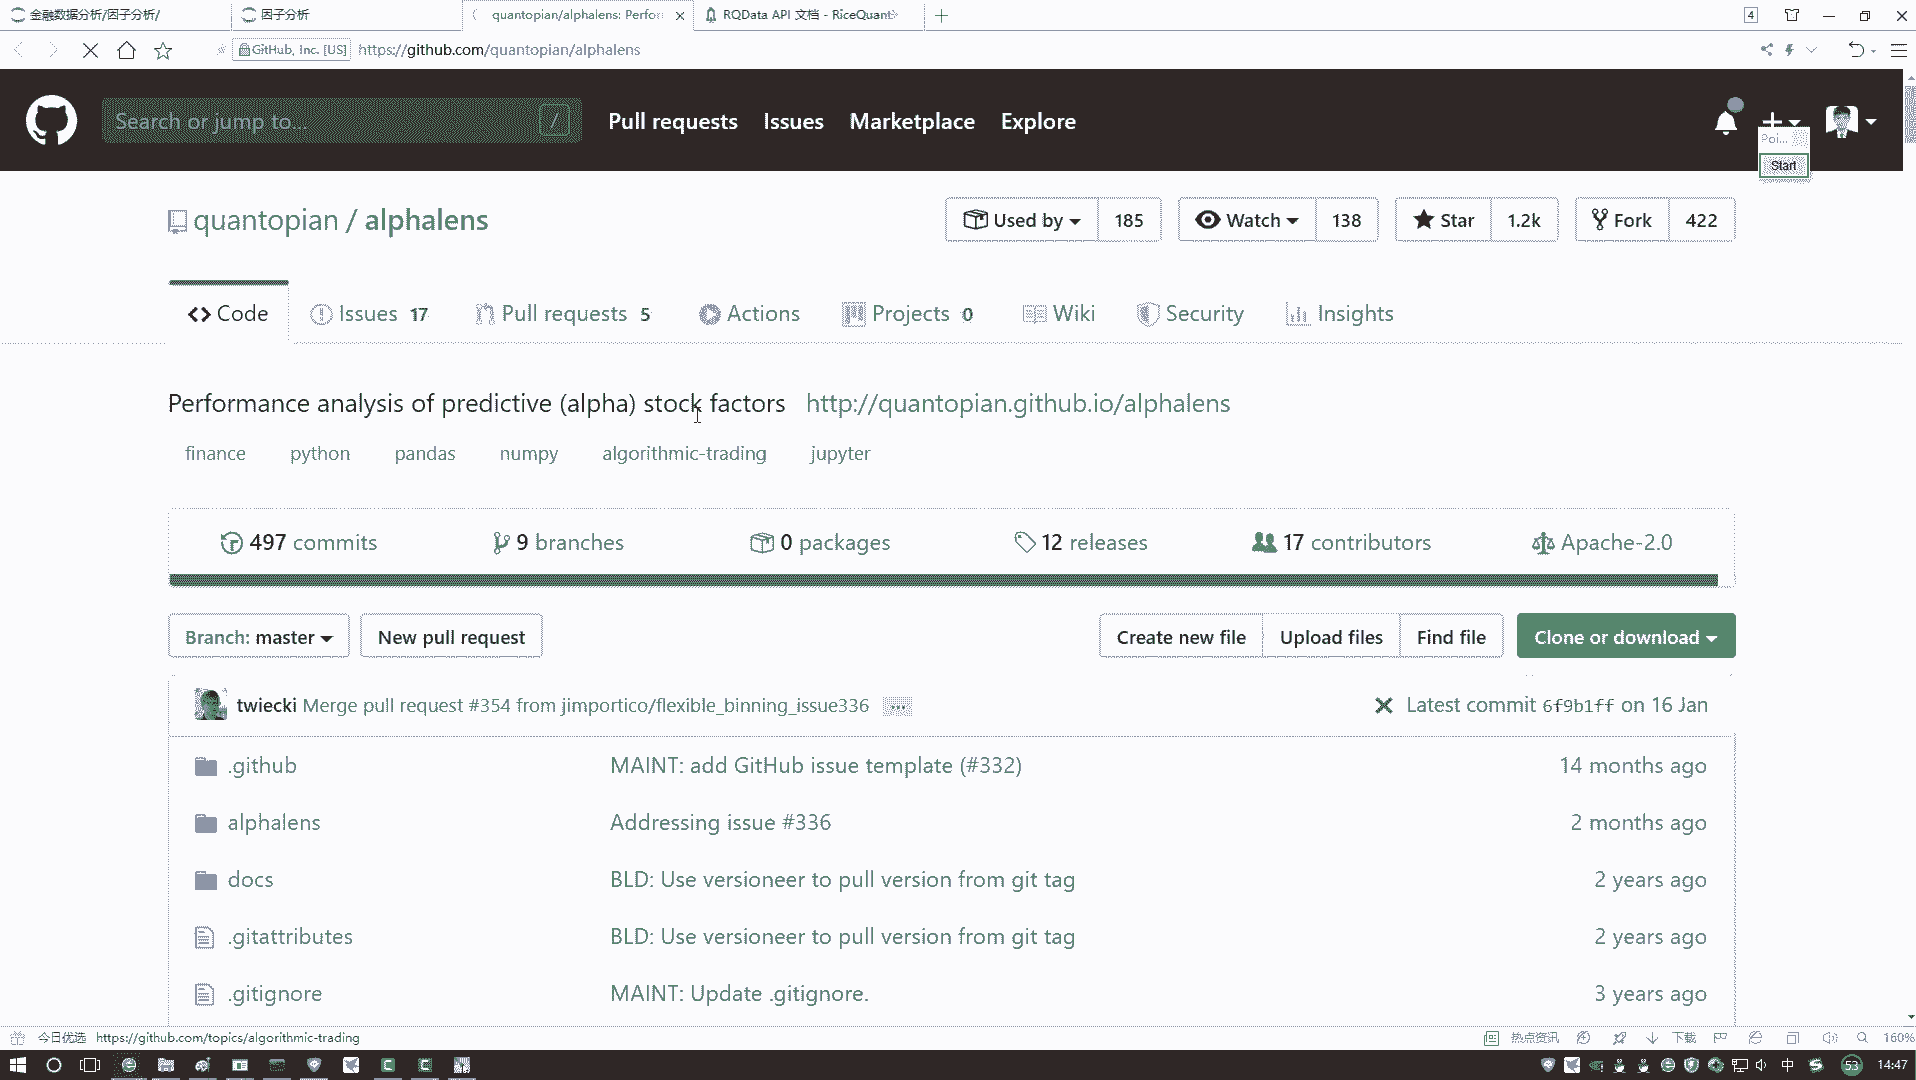 金融数据分析/因子分析/
因子分析
quantopian/alphalens: Perfor
RQData API 文档 - RiceQuant
4
GitHub, Inc. [US]
https://github.com/quantopian/alphalens
Search or jump to...
/
Pull requests
Issues
Marketplace
Explore
Poi...
Start
quantopian / alphalens
Used by 185
Watch 138
Star 1.2k
Fork 422
Code
Issues 17
Pull requests 5
Actions
Projects 0
Wiki
Security
Insights
Performance analysis of predictive (alpha) stock factors http://quantopian.github.io/alphalens
finance python pandas numpy algorithmic-trading jupyter
497 commits
9 branches
0 packages
12 releases
17 contributors
Apache-2.0
Branch: master
New pull request
Create new file
Upload files
Find file
Clone or download
twiecki Merge pull request #354 from jimportico/flexible_binning_issue336 ...
Latest commit 6f9b1ff on 16 Jan
.github MAINT: add GitHub issue template (#332) 14 months ago
alphalens Addressing issue #336 2 months ago
docs BLD: Use versioneer to pull version from git tag 2 years ago
.gitattributes BLD: Use versioneer to pull version from git tag 2 years ago
.gitignore MAINT: Update .gitignore. 3 years ago
今日优选 https://github.com/topics/algorithmic-trading
热点资讯
下载
160%
中
53
14:47